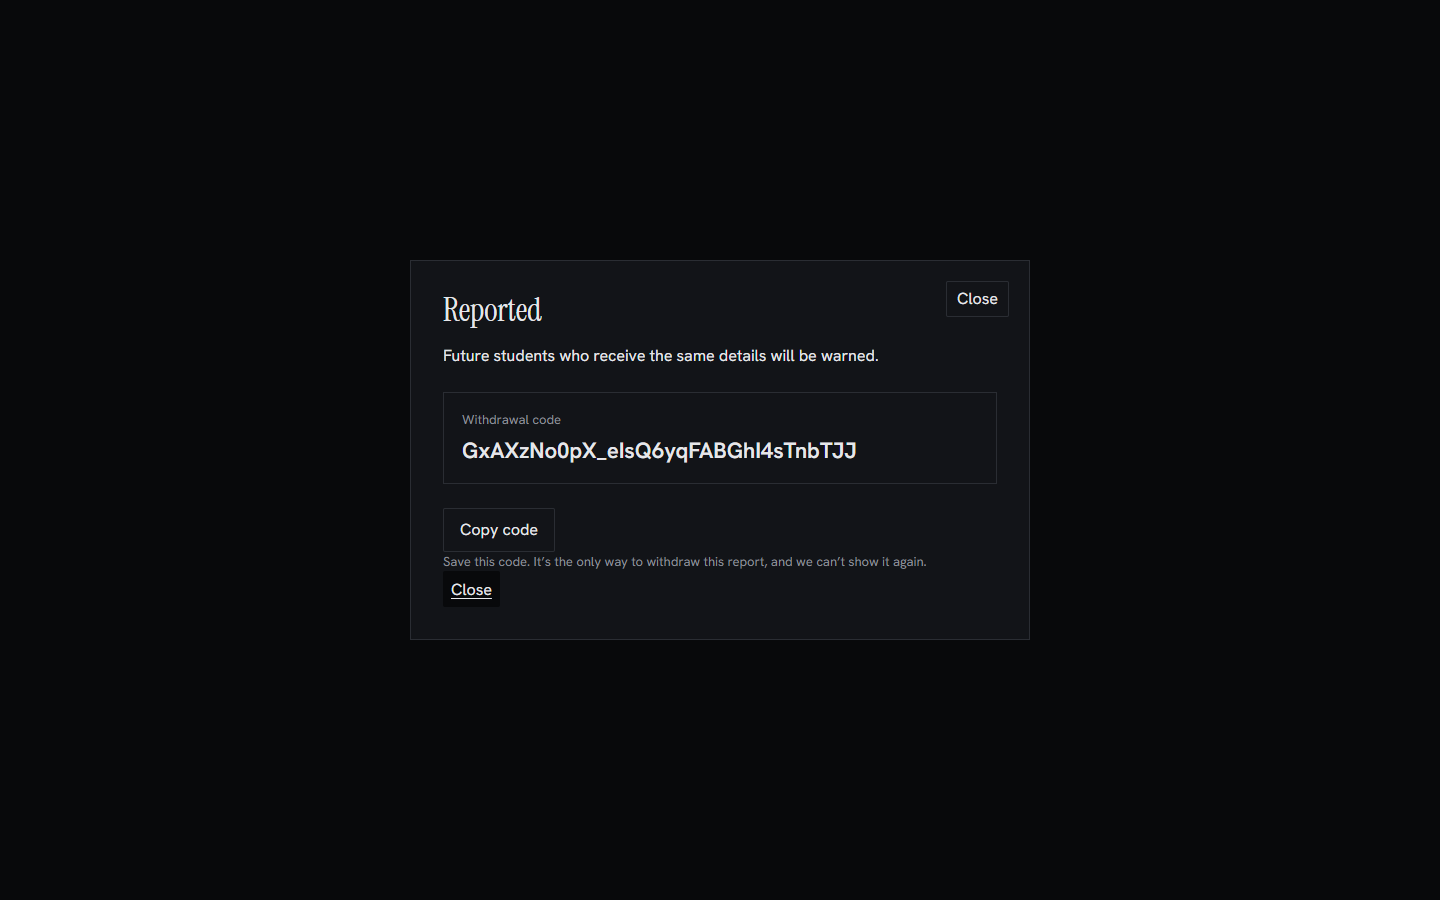 Reported
Close
Future students who receive the same details will be warned.
Withdrawal code
GxAXzNo0pX_eIsQ6yqFABGhI4sTnbTJJ
Copy code
Save this code. It’s the only way to withdraw this report, and we can’t show it again.
Close